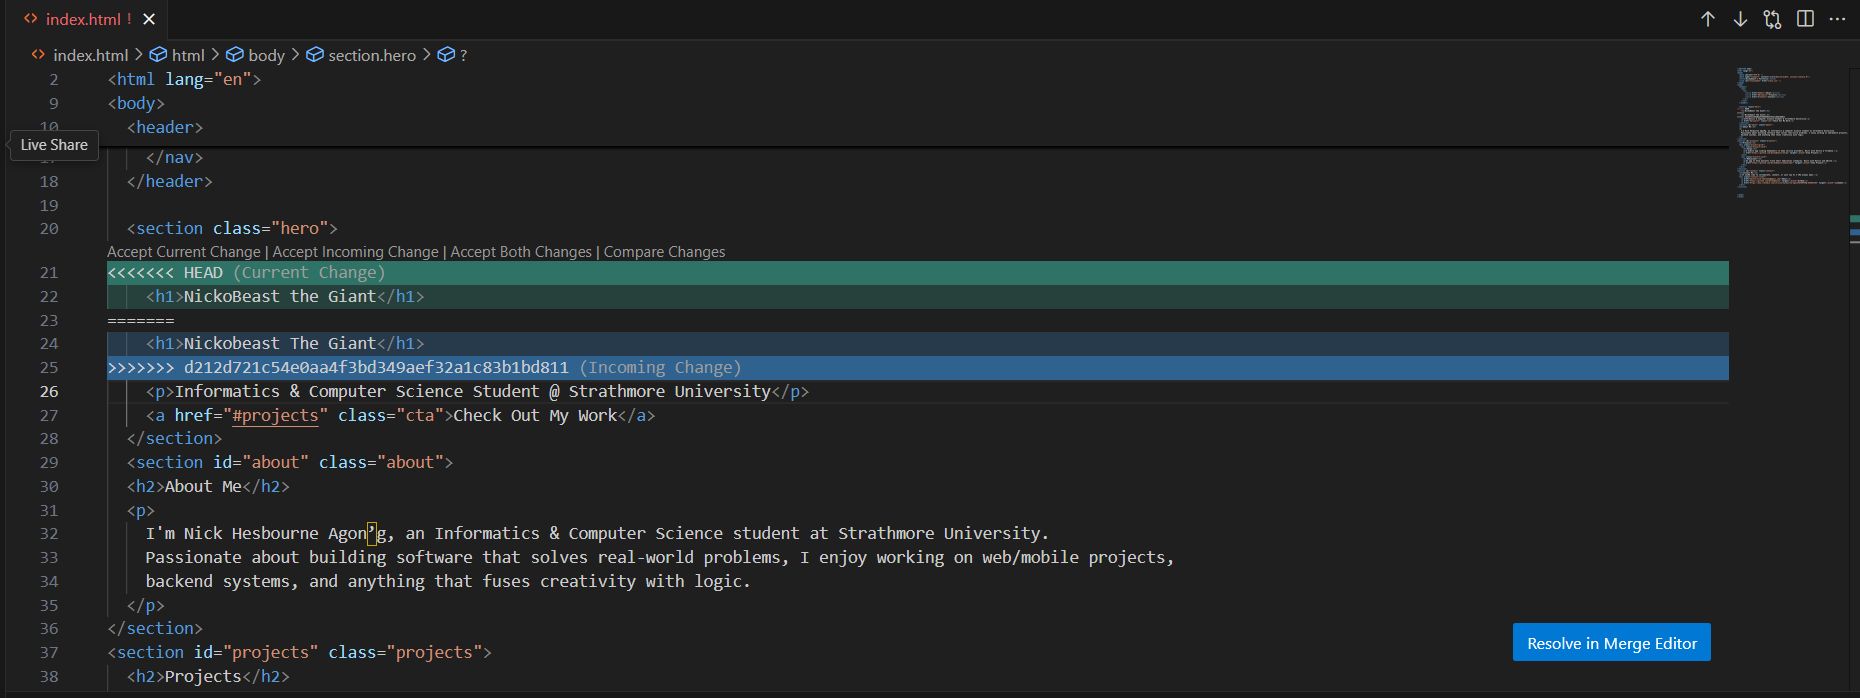 index.html !
index.html > html > body > section.hero > ?
2 <html lang="en">
9 <body>
10 <header>
Live Share
</nav>
18 </header>
19
20 <section class="hero">
Accept Current Change | Accept Incoming Change | Accept Both Changes | Compare Changes
21 <<<<<<< HEAD (Current Change)
22 <h1>NickoBeast the Giant</h1>
23 =======
24 <h1>Nickobeast The Giant</h1>
25 >>>>>>> d212d721c54e0aa4f3bd349aef32a1c83b1bd811 (Incoming Change)
26 <p>Informatics & Computer Science Student @ Strathmore University</p>
27 <a href="#projects" class="cta">Check Out My Work</a>
28 </section>
29 <section id="about" class="about">
30 <h2>About Me</h2>
31 <p>
32 I'm Nick Hesbourne Agon’g, an Informatics & Computer Science student at Strathmore University.
33 Passionate about building software that solves real-world problems, I enjoy working on web/mobile projects,
34 backend systems, and anything that fuses creativity with logic.
35 </p>
36 </section>
37 <section id="projects" class="projects">
38 <h2>Projects</h2>
Resolve in Merge Editor